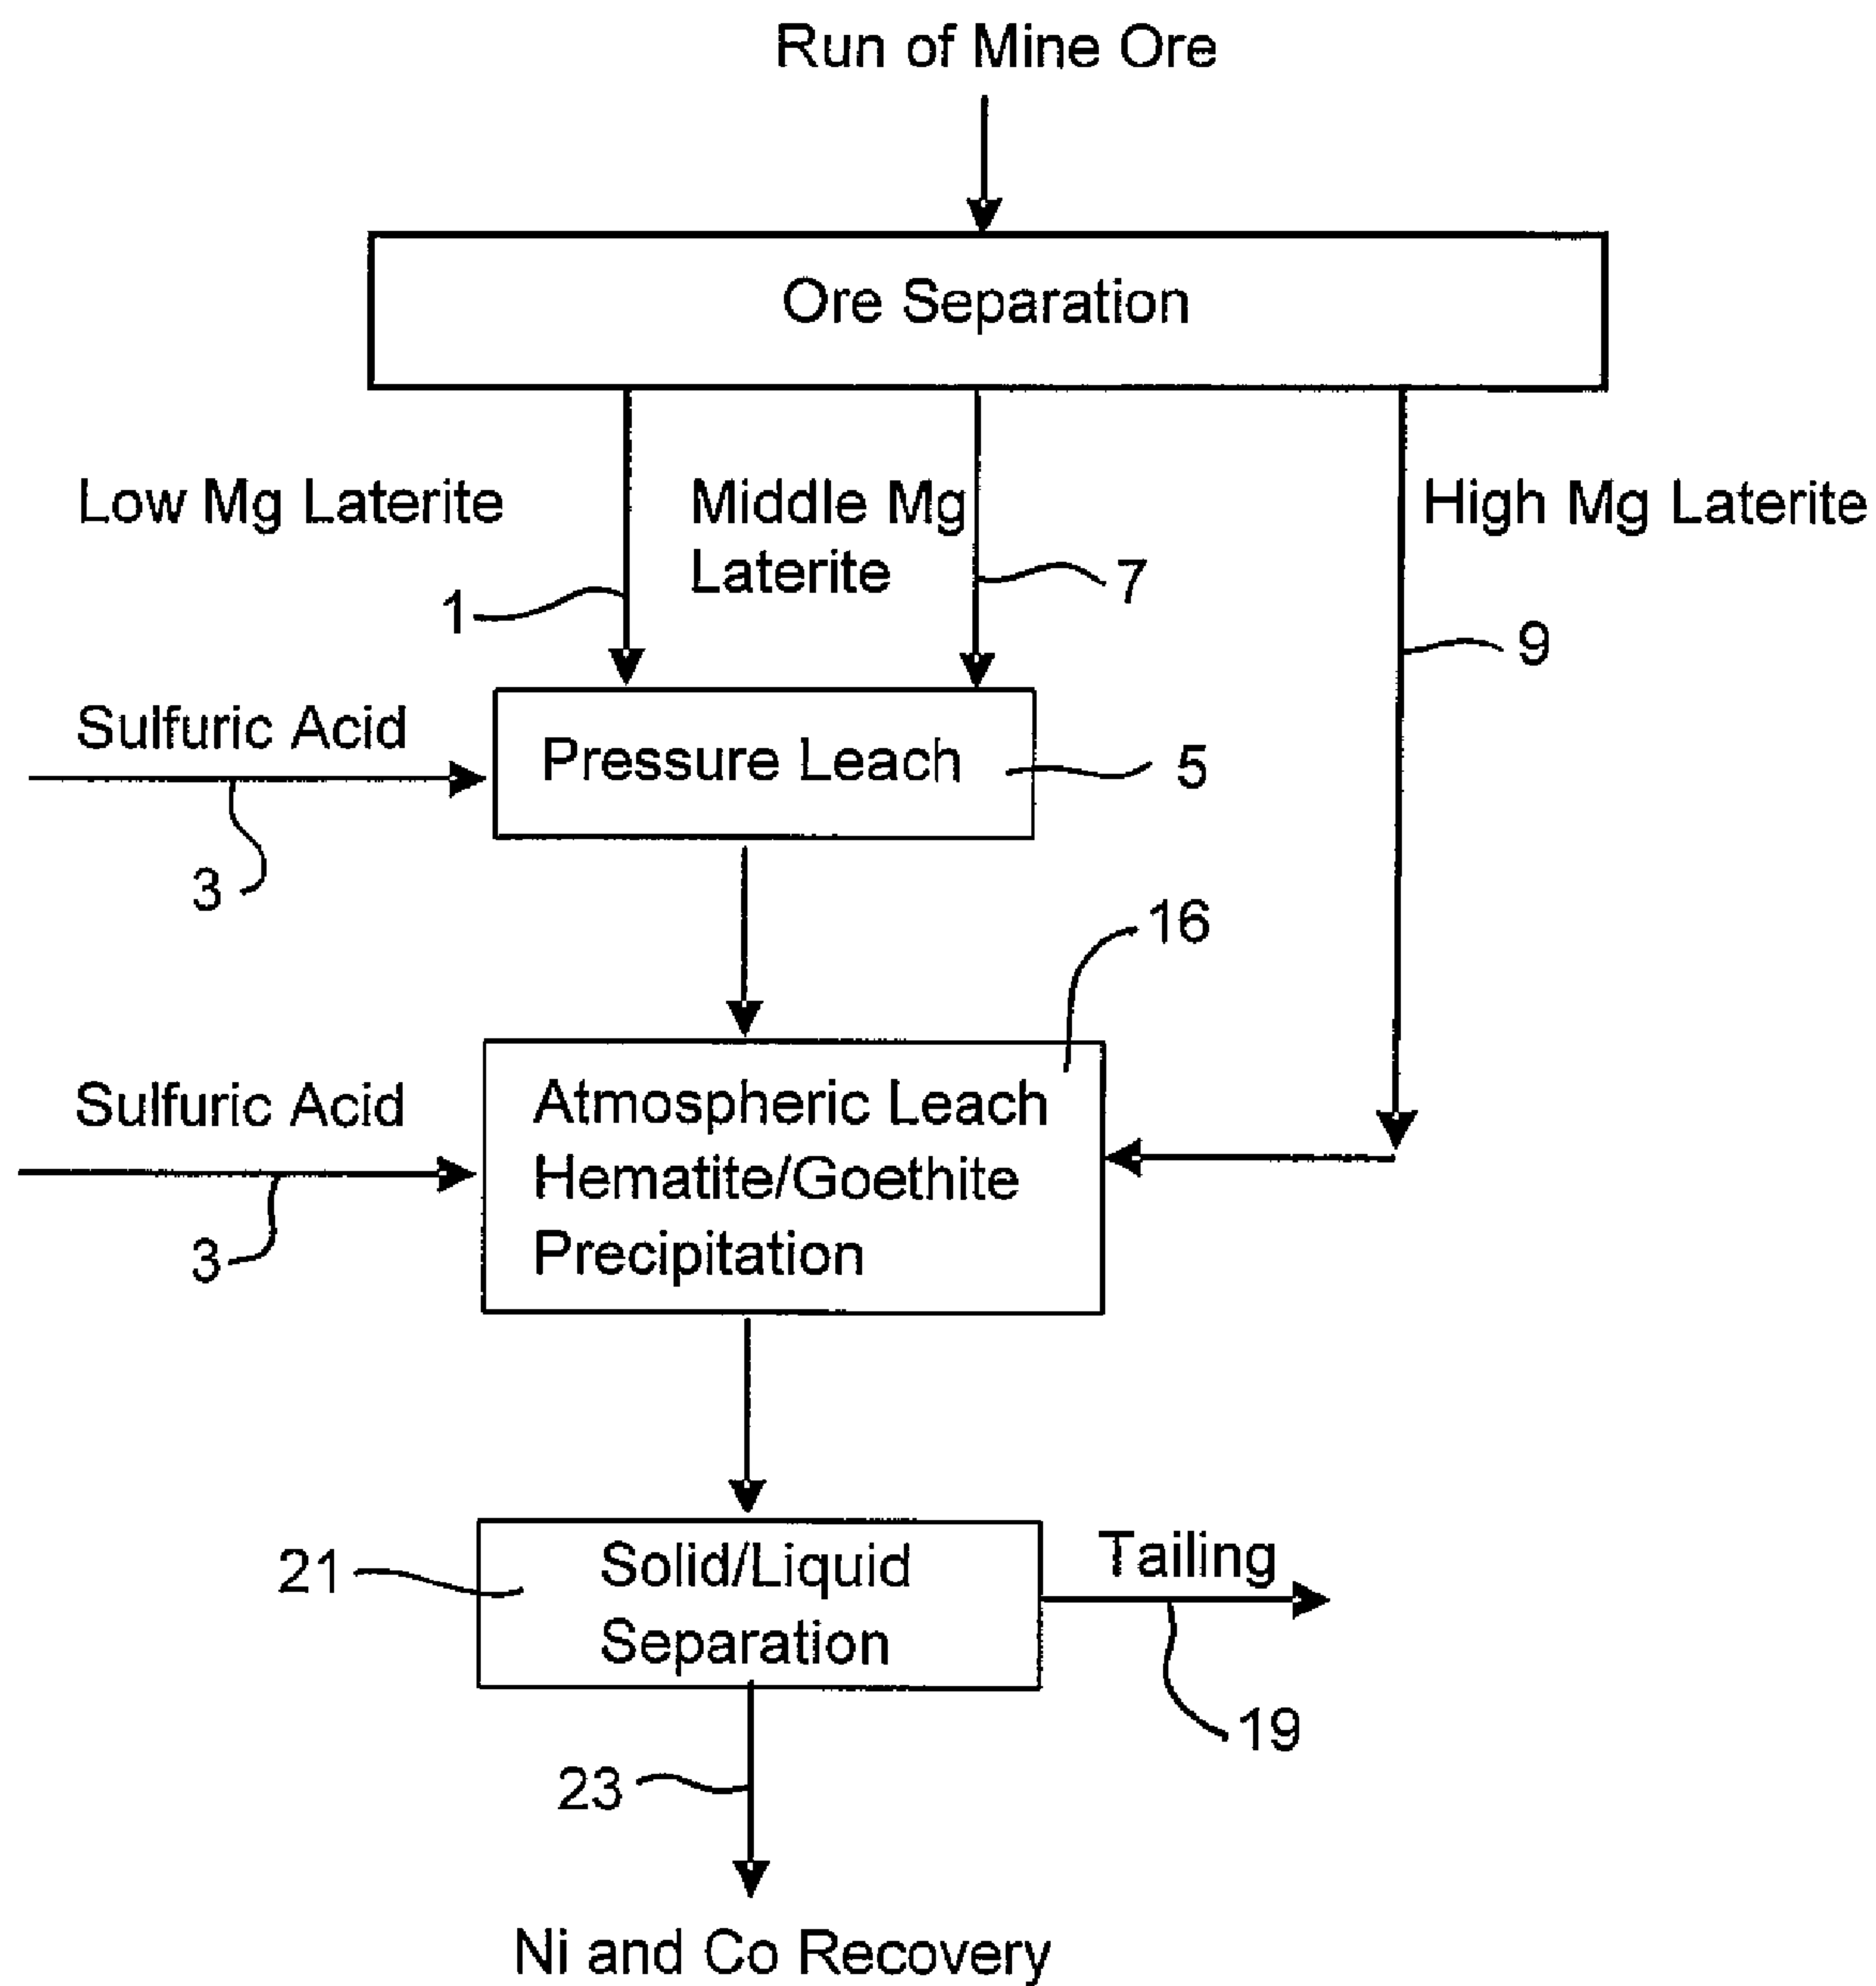 Run of Mine Ore
Ore Separation
Low Mg Laterite
Middle Mg
Laterite
High Mg Laterite
1
7
9
Sulfuric Acid
Pressure Leach
5
3
16
Sulfuric Acid
Atmospheric Leach
Hematite/Goethite
Precipitation
3
21
Solid/Liquid
Separation
Tailing
19
23
Ni and Co Recovery